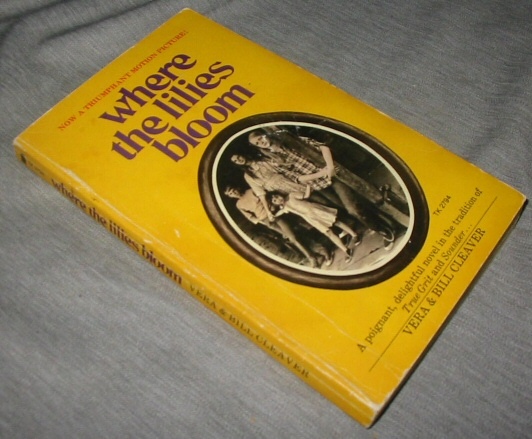 NOW A TRIUMPHANT MOTION PICTURE!
where
the lilies
bloom
TK 2794
A poignant, delightful novel in the tradition of
True Grit and Sounder...
VERA & BILL CLEAVER
where the lilies bloom VERA & BILL CLEAVER